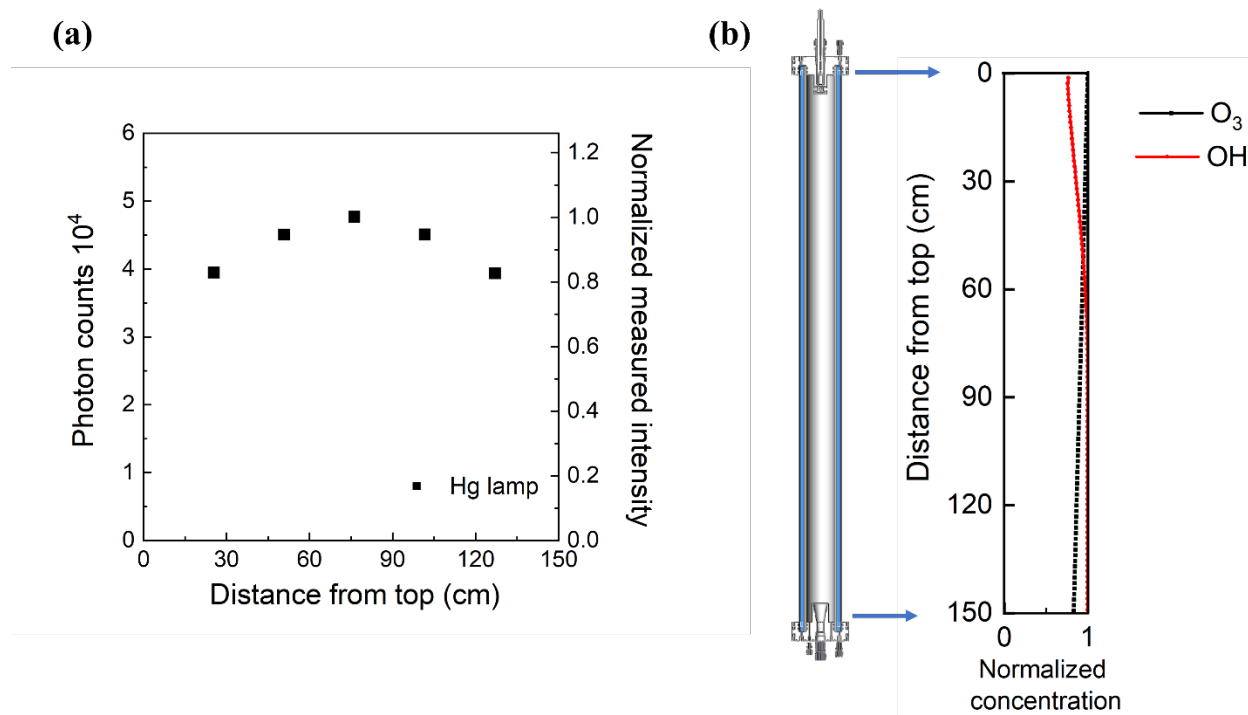 (a)
6
5
4
3
2
1
0
Photon counts 10⁴
1.2
1.0
0.8
0.6
0.4
0.2
0.0
Normalized measured intensity
Hg lamp
0 30 60 90 120 150
Distance from top (cm)
(b)
0
30
60
90
120
150
Distance from top (cm)
O₃
OH
0 1
Normalized
concentration